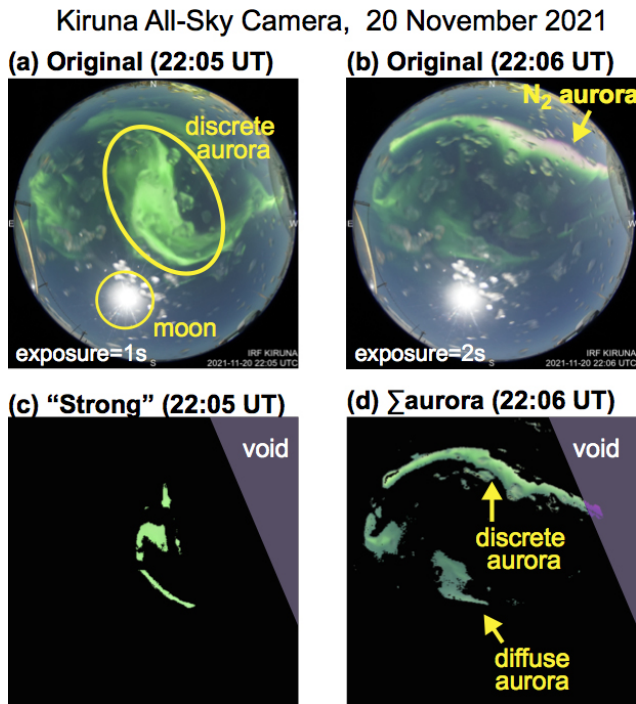 Kiruna All-Sky Camera, 20 November 2021
(a) Original (22:05 UT)
N
discrete
aurora
E
W
moon
exposure=1s
S
IRF KIRUNA
2021-11-20 22:05 UTC
(b) Original (22:06 UT)
N
N₂ aurora
E
W
exposure=2s
S
IRF KIRUNA
2021-11-20 22:06 UTC
(c) “Strong” (22:05 UT)
void
(d) ∑aurora (22:06 UT)
void
discrete
aurora
diffuse
aurora